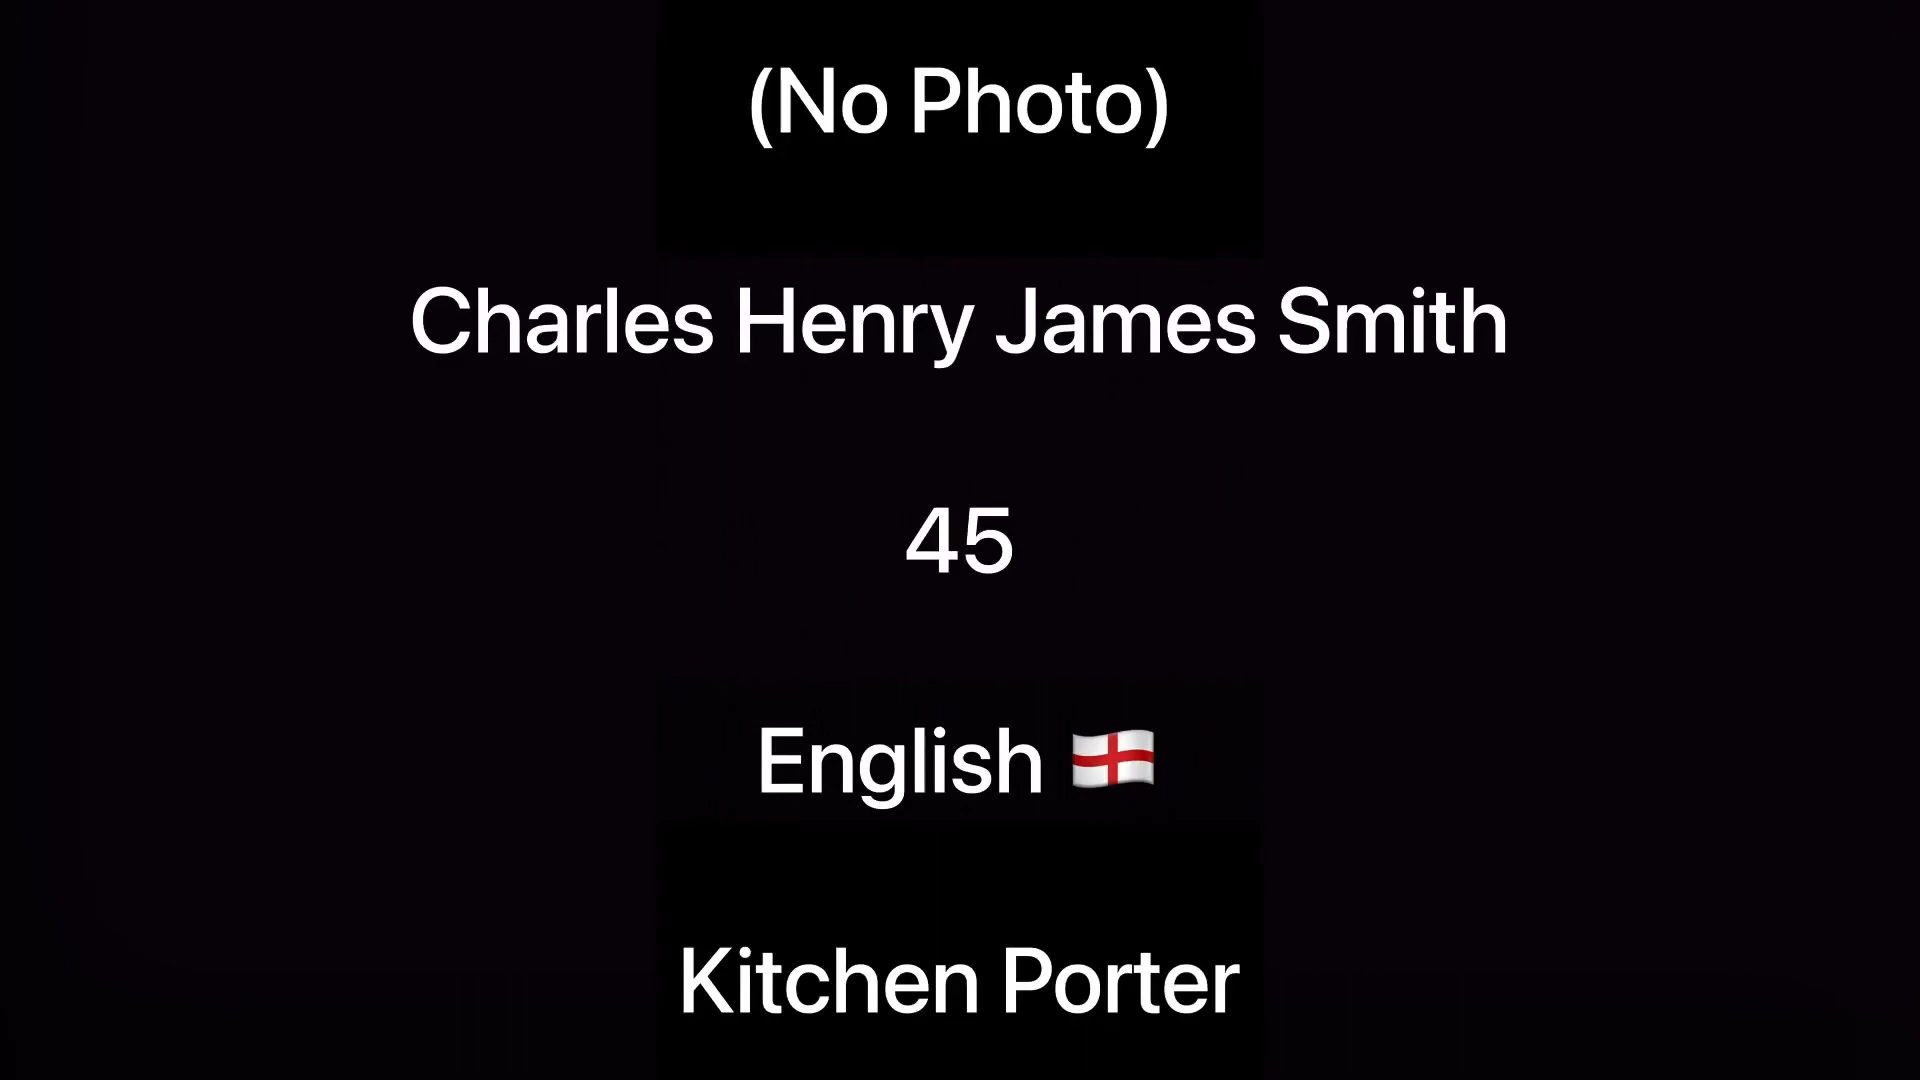 (No Photo)
Charles Henry James Smith
45
English 🏴󠁧󠁢󠁥󠁮󠁧󠁿
Kitchen Porter